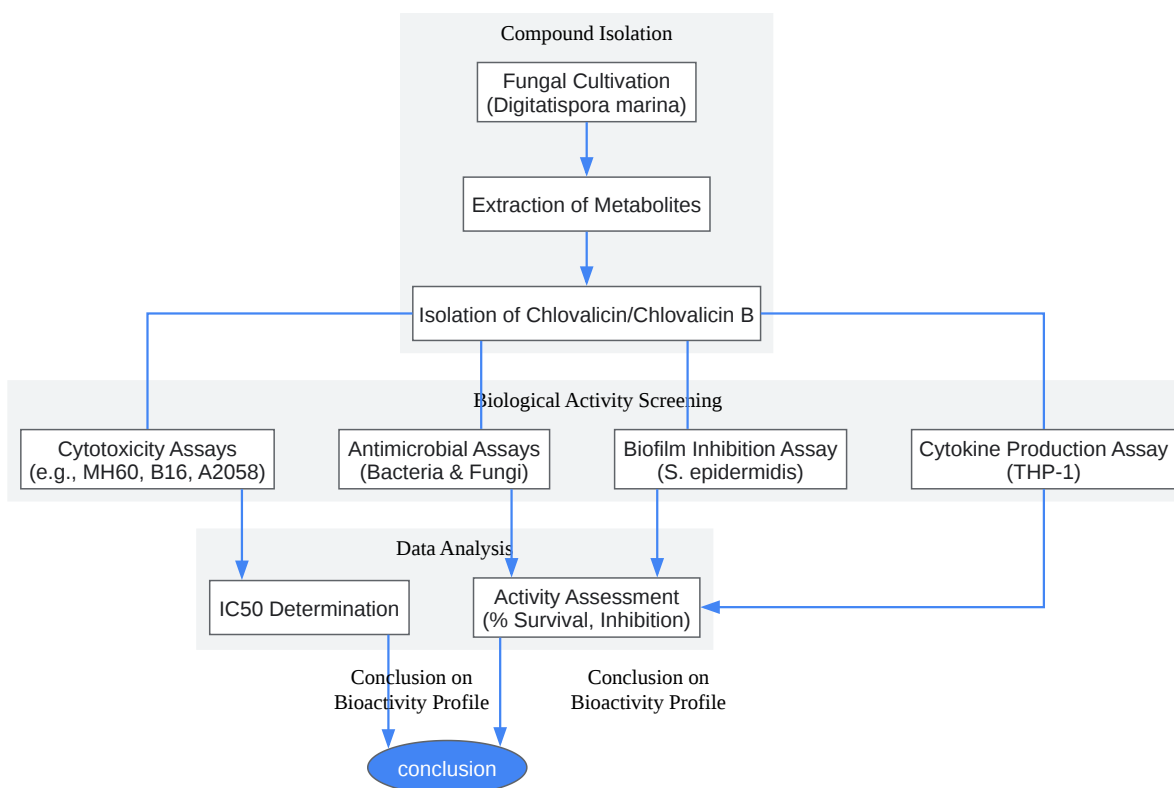 Compound Isolation
Fungal Cultivation
(Digitatispora marina)
Extraction of Metabolites
Isolation of Chlovalicin/Chlovalicin B
Biological Activity Screening
Cytotoxicity Assays
(e.g., MH60, B16, A2058)
Antimicrobial Assays
(Bacteria & Fungi)
Biofilm Inhibition Assay
(S. epidermidis)
Cytokine Production Assay
(THP-1)
Data Analysis
IC50 Determination
Activity Assessment
(% Survival, Inhibition)
Conclusion on
Bioactivity Profile
Conclusion on
Bioactivity Profile
conclusion